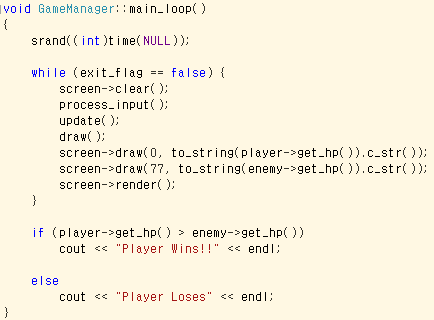 void GameManager::main_loop()
{
    srand((int)time(NULL));

    while (exit_flag == false) {
        screen->clear();
        process_input();
        update();
        draw();
        screen->draw(0, to_string(player->get_hp()).c_str());
        screen->draw(77, to_string(enemy->get_hp()).c_str());
        screen->render();
    }

    if (player->get_hp() > enemy->get_hp())
        cout << "Player Wins!!" << endl;

    else
        cout << "Player Loses" << endl;
}